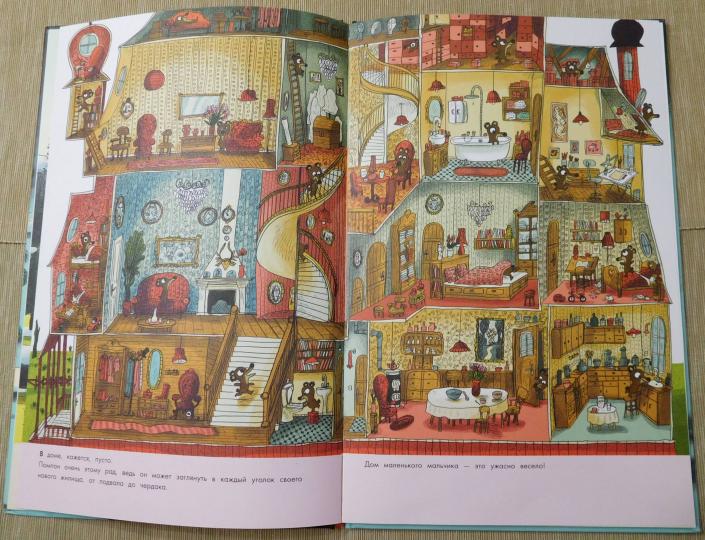 В доме, кажется, пусто.
Помпон очень этому рад, ведь он может заглянуть в каждый уголок своего
нового жилища, от подвала до чердака.
Дом маленького мальчика — это ужасно весело!